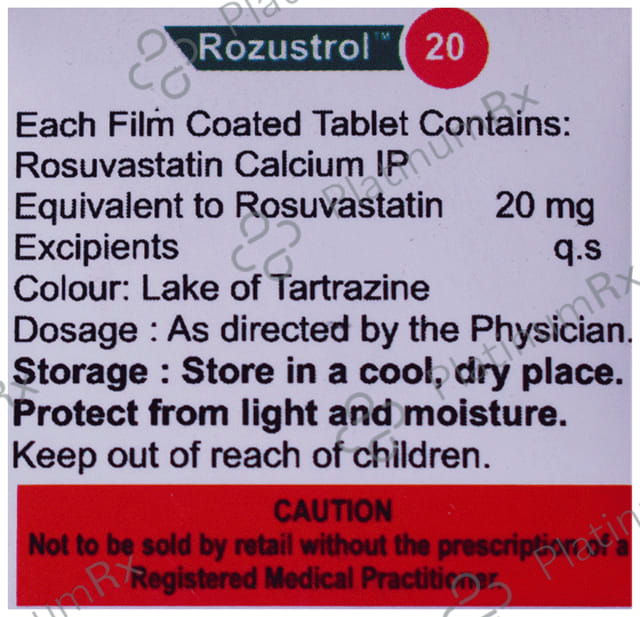 Rozustrol™ 20
Each Film Coated Tablet Contains:
Rosuvastatin Calcium IP
Equivalent to Rosuvastatin 20 mg
Excipients q.s
Colour: Lake of Tartrazine
Dosage : As directed by the Physician.
Storage : Store in a cool, dry place.
Protect from light and moisture.
Keep out of reach of children.
CAUTION
Not to be sold by retail without the prescription of a
Registered Medical Practitioner.
PlatinumRx